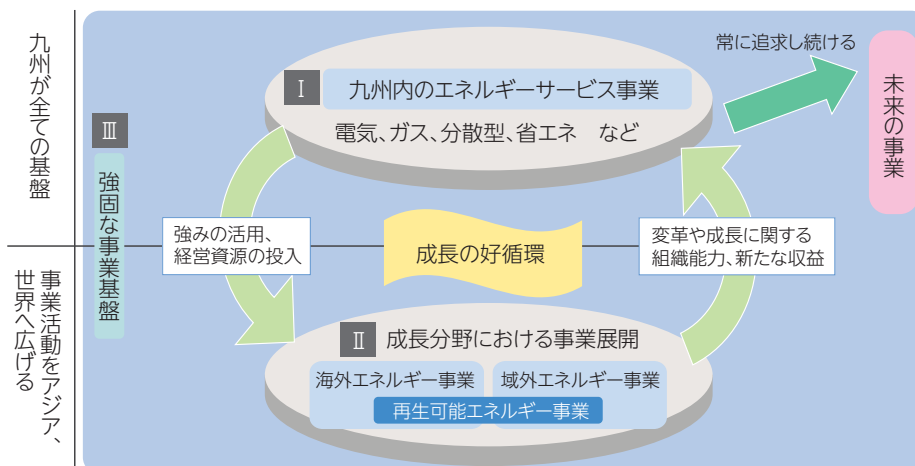 九州が全ての基盤
事業活動をアジア、
世界へ広げる
Ⅲ
強固な事業基盤
Ⅰ
九州内のエネルギーサービス事業
電気、ガス、分散型、省エネ　など
常に追求し続ける
未来の事業
強みの活用、
経営資源の投入
成長の好循環
変革や成長に関する
組織能力、新たな収益
Ⅱ
成長分野における事業展開
海外エネルギー事業
域外エネルギー事業
再生可能エネルギー事業